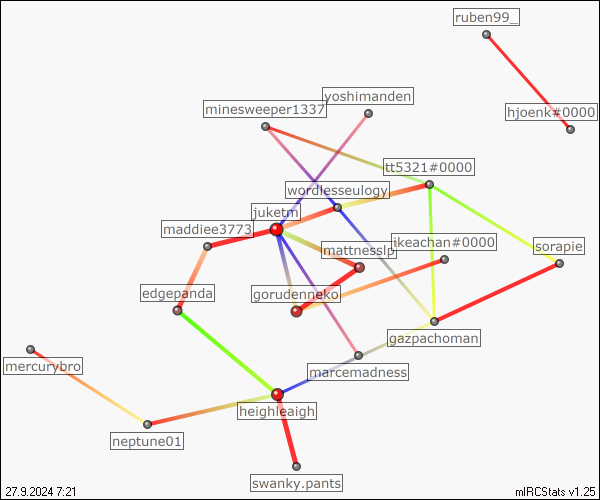 ruben99_
yoshimanden
minesweeper1337
hjoenk#0000
tt5321#0000
wordlesseulogy
juketm
maddiee3773
ikeachan#0000
mattnesslp
sorapie
edgepanda
gorudenneko
gazpachoman
mercurybro
marcemadness
heighleaigh
neptune01
swanky.pants
27.9.2024 7:21
mIRCStats v1.25